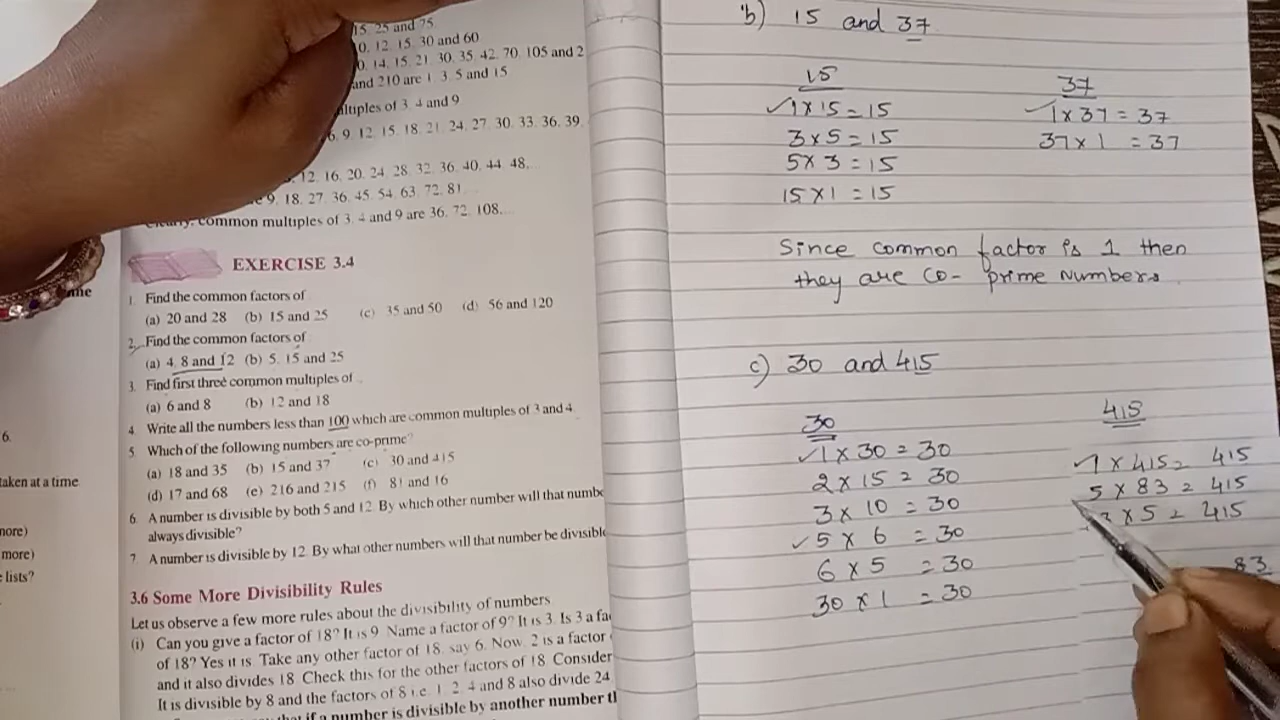 15, 25 and 75
0, 12, 15, 30 and 60
0, 14, 15, 21, 30, 35, 42, 70, 105 and 2
and 210 are 1, 3, 5 and 15
multiples of 3, 4 and 9
6, 9, 12, 15, 18, 21, 24, 27, 30, 33, 36, 39,
12, 16, 20, 24, 28, 32, 36, 40, 44, 48,...
9, 18, 27, 36, 45, 54, 63, 72, 81,
common multiples of 3, 4 and 9 are 36, 72, 108,...
EXERCISE 3.4
1. Find the common factors of
(a) 20 and 28 (b) 15 and 25 (c) 35 and 50 (d) 56 and 120
2. Find the common factors of
(a) 4, 8 and 12 (b) 5, 15 and 25
3. Find first three common multiples of
(a) 6 and 8 (b) 12 and 18
4. Write all the numbers less than 100 which are common multiples of 3 and 4.
5. Which of the following numbers are co-prime?
(a) 18 and 35 (b) 15 and 37 (c) 30 and 415
(d) 17 and 68 (e) 216 and 215 (f) 81 and 16
6. A number is divisible by both 5 and 12. By which other number will that numbe
always divisible?
7. A number is divisible by 12. By what other numbers will that number be divisible
3.6 Some More Divisibility Rules
Let us observe a few more rules about the divisibility of numbers.
(i) Can you give a factor of 18? It is 9. Name a factor of 9? It is 3. Is 3 a fa
of 18? Yes it is. Take any other factor of 18, say 6. Now, 2 is a factor
and it also divides 18. Check this for the other factors of 18. Consider
It is divisible by 8 and the factors of 8 i.e. 1, 2, 4 and 8 also divide 24.
that if a number is divisible by another number th
6.
taken at a time
more)
more)
lists?
b) 15 and 37
15 37
1 x 15 = 15 1 x 37 = 37
3 x 5 = 15 37 x 1 = 37
5 x 3 = 15
15 x 1 = 15
Since common factor is 1 then
they are co- prime numbers.
c) 30 and 415
30 415
1 x 30 = 30 1 x 415 = 415
2 x 15 = 30 5 x 83 = 415
3 x 10 = 30 x 5 = 415
5 x 6 = 30
6 x 5 = 30 83
30 x 1 = 30